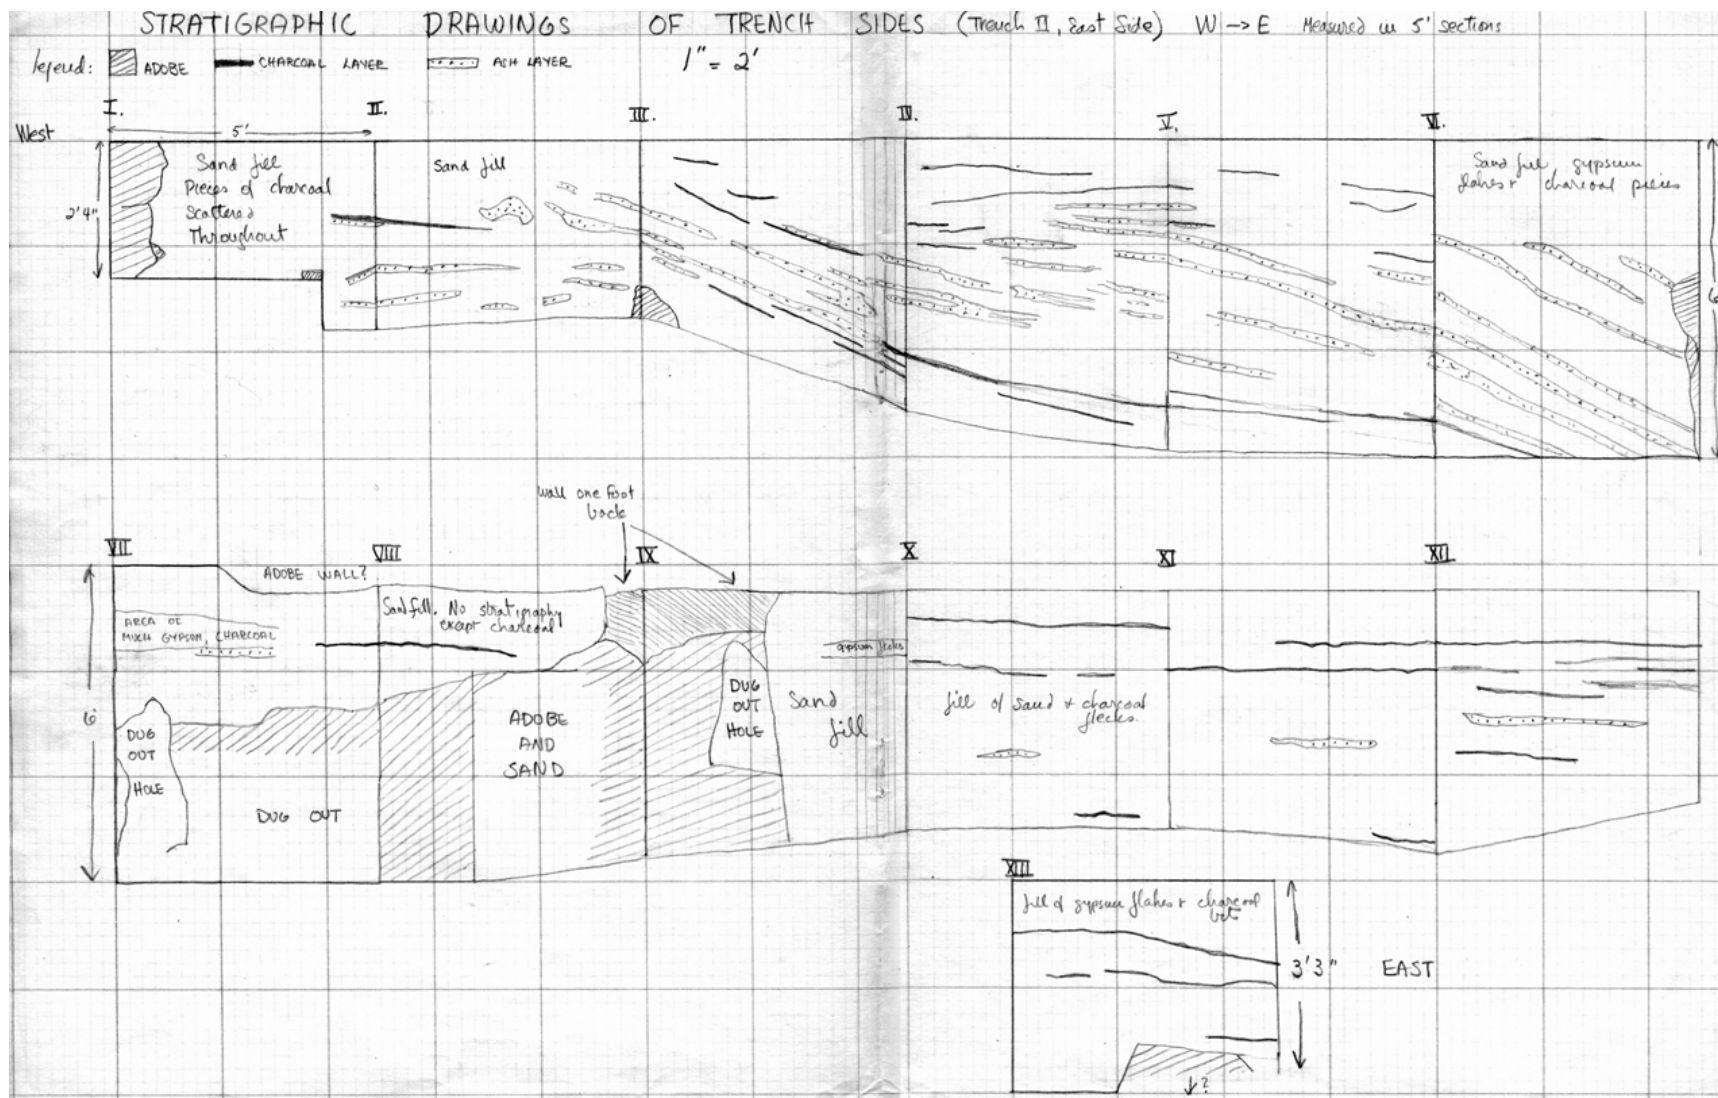 STRATIGRAPHIC DRAWINGS OF TRENCH SIDES (Trench II, East Side) W → E Measured in 5' sections
legend: ADOBE CHARCOAL LAYER ASH LAYER 1" = 2'
I. II. III. IV. V. VI.
West
5'
2'4"
Sand fill
Pieces of charcoal
Scattered
Throughout
Sand fill
Sand fill, gypsum
flakes + charcoal pieces
6'
Wall one foot
back
VII VIII IX X XI XII
ADOBE WALL?
AREA OF
MUCH GYPSUM, CHARCOAL
Sand fill. No stratigraphy
except charcoal
gypsum flecks
6'
DUG
OUT
HOLE
DUG OUT
ADOBE
AND
SAND
DUG
OUT
HOLE
Sand
fill
fill of sand + charcoal
flecks.
XIII
fill of gypsum flakes + charcoal
bits
3'3" EAST
↓?